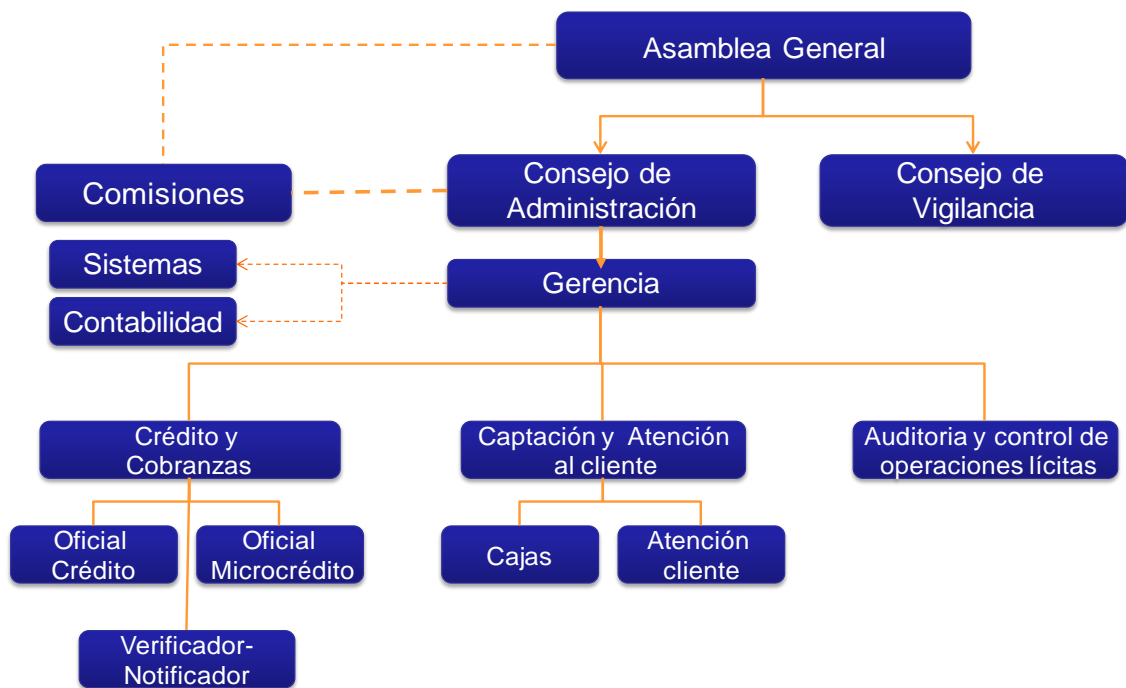 Asamblea General
Comisiones
Consejo de
Administración
Consejo de
Vigilancia
Sistemas
Contabilidad
Gerencia
Crédito y
Cobranzas
Captación y Atención
al cliente
Auditoria y control de
operaciones lícitas
Oficial
Crédito
Oficial
Microcrédito
Cajas
Atención
cliente
Verificador-
Notificador